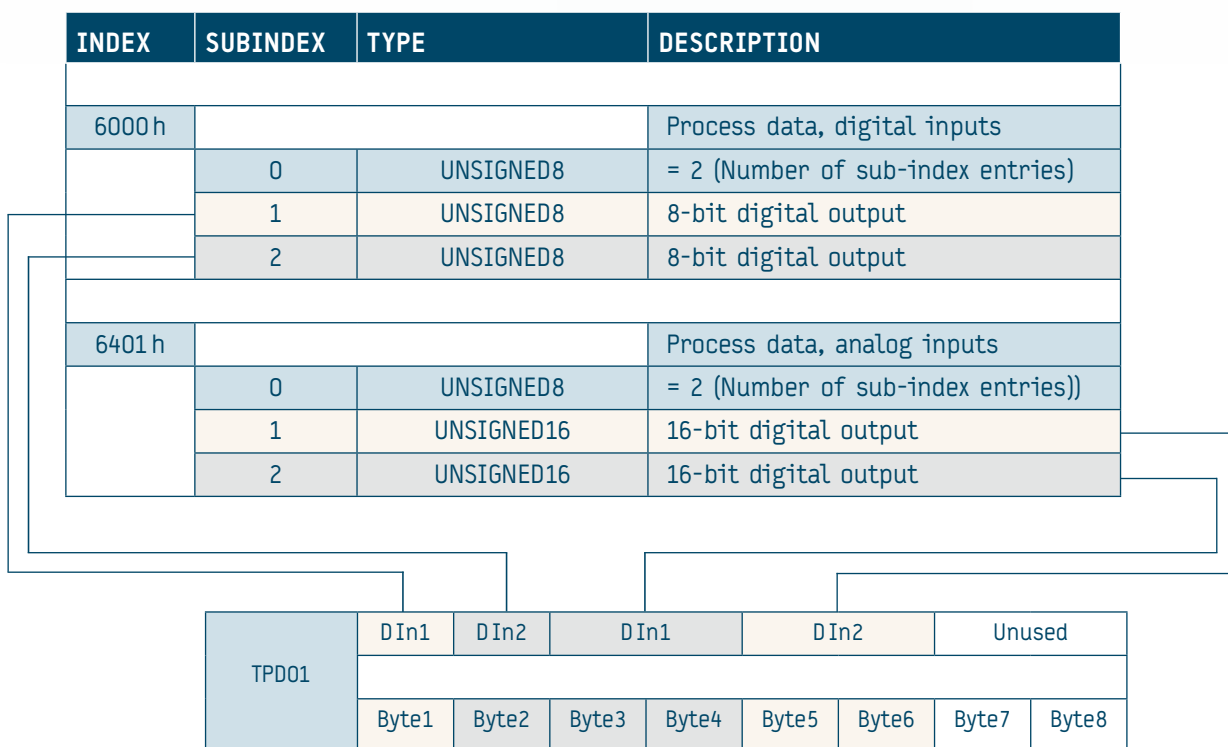 INDEX SUBINDEX TYPE DESCRIPTION
6000h Process data, digital inputs
0 UNSIGNED8 = 2 (Number of sub-index entries)
1 UNSIGNED8 8-bit digital output
2 UNSIGNED8 8-bit digital output
6401h Process data, analog inputs
0 UNSIGNED8 = 2 (Number of sub-index entries))
1 UNSIGNED16 16-bit digital output
2 UNSIGNED16 16-bit digital output
DIn1 DIn2 DIn1 DIn2 Unused
TPDO1
Byte1 Byte2 Byte3 Byte4 Byte5 Byte6 Byte7 Byte8